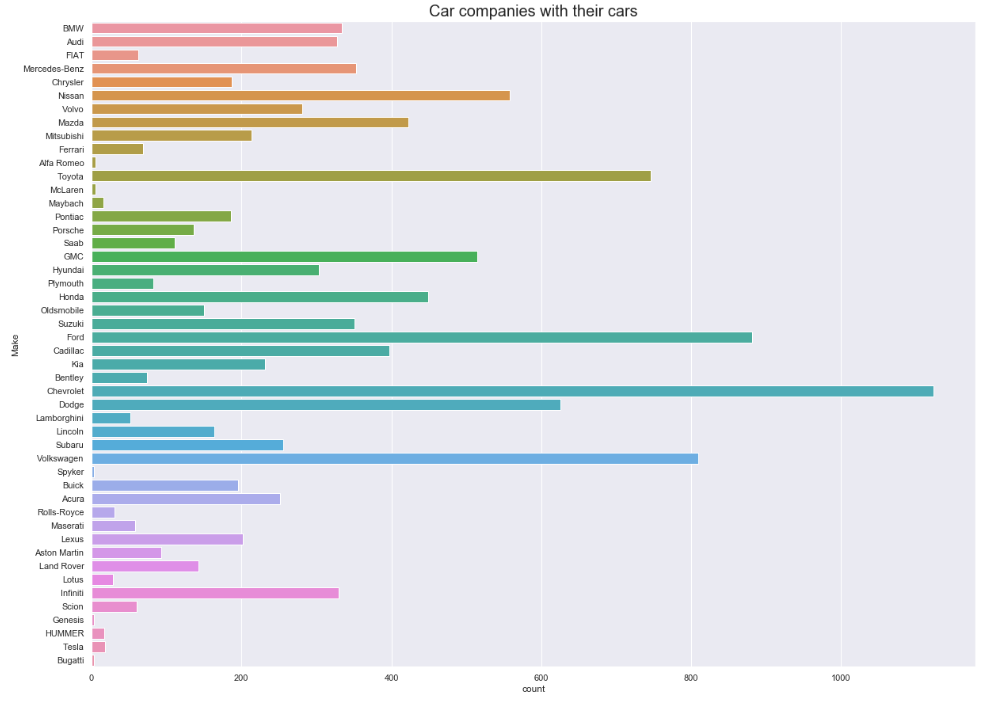 Car companies with their cars
BMW
Audi
FIAT
Mercedes-Benz
Chrysler
Nissan
Volvo
Mazda
Mitsubishi
Ferrari
Alfa Romeo
Toyota
McLaren
Maybach
Pontiac
Porsche
Saab
GMC
Hyundai
Plymouth
Honda
Oldsmobile
Suzuki
Ford
Cadillac
Kia
Bentley
Chevrolet
Dodge
Lamborghini
Lincoln
Subaru
Volkswagen
Spyker
Buick
Acura
Rolls-Royce
Maserati
Lexus
Aston Martin
Land Rover
Lotus
Infiniti
Scion
Genesis
HUMMER
Tesla
Bugatti
Make
0 200 400 600 800 1000
count